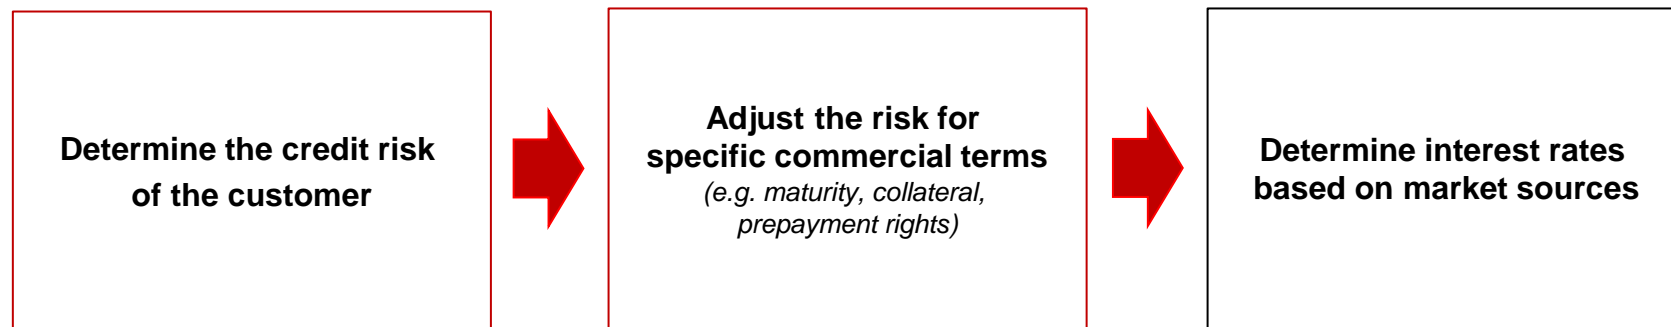 Determine the credit risk
of the customer
Adjust the risk for
specific commercial terms
(e.g. maturity, collateral,
prepayment rights)
Determine interest rates
based on market sources